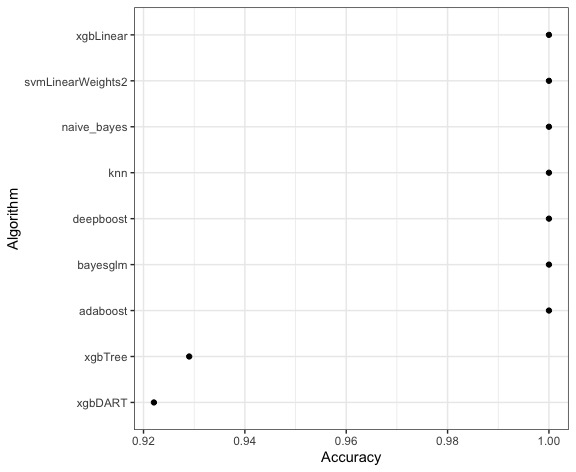 xgbLinear
svmLinearWeights2
naive_bayes
knn
deepboost
bayesglm
adaboost
xgbTree
xgbDART
Algorithm
0.92 0.94 0.96 0.98 1.00
Accuracy